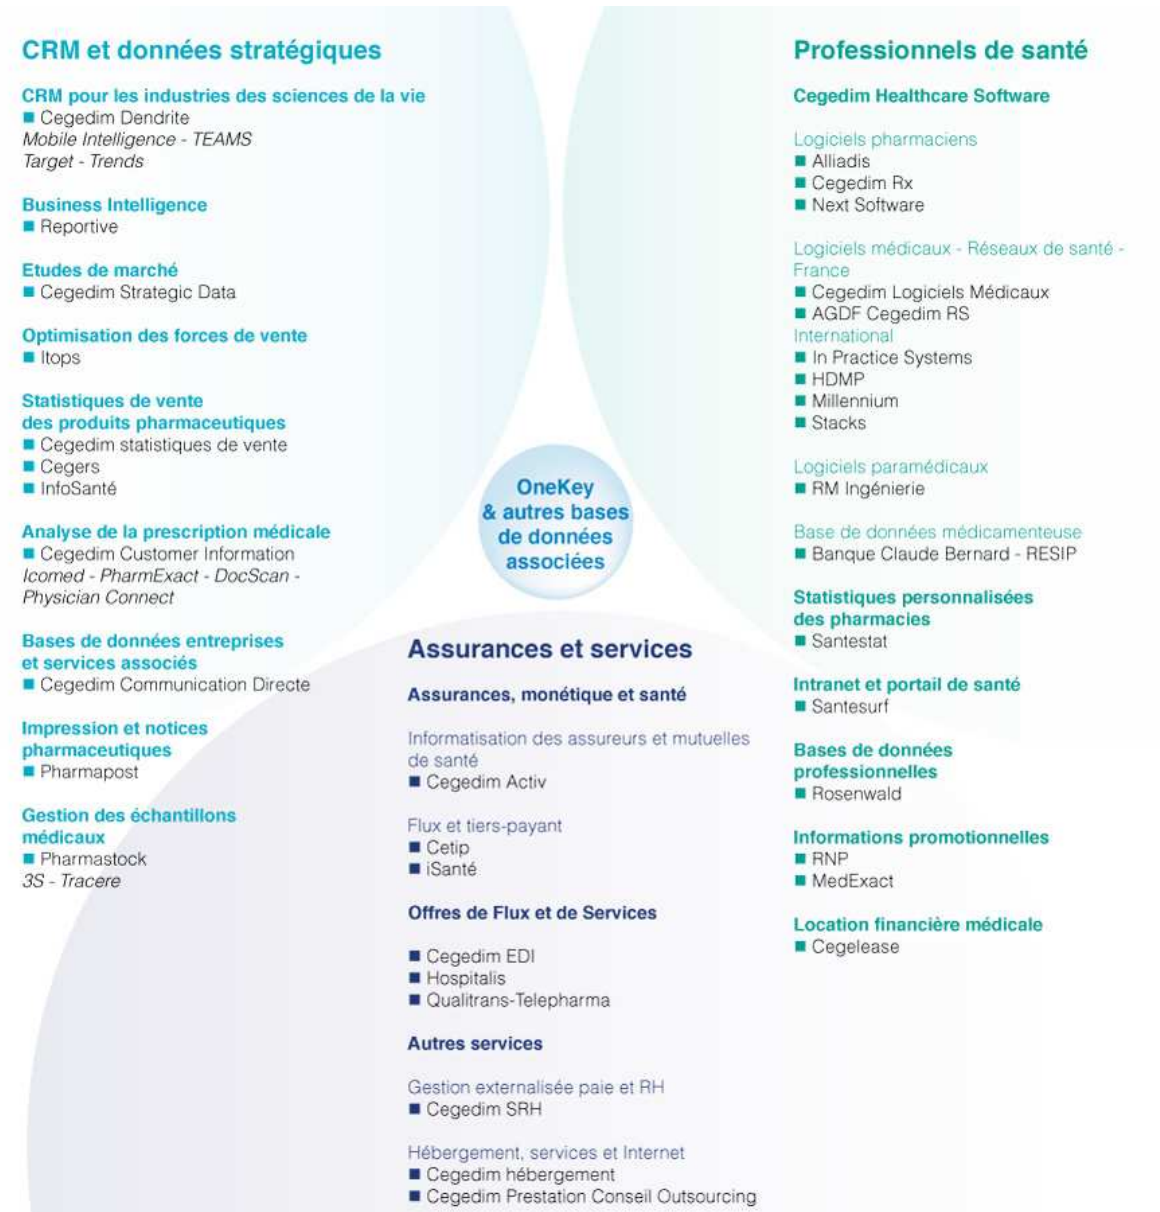 CRM et données stratégiques
CRM pour les industries des sciences de la vie
Cegedim Dendrite
Mobile Intelligence - TEAMS
Target - Trends
Business Intelligence
Reportive
Etudes de marché
Cegedim Strategic Data
Optimisation des forces de vente
Itops
Statistiques de vente
des produits pharmaceutiques
Cegedim statistiques de vente
Cegers
InfoSanté
Analyse de la prescription médicale
Cegedim Customer Information
Icomed - PharmExact - DocScan -
Physician Connect
Bases de données entreprises
et services associés
Cegedim Communication Directe
Impression et notices
pharmaceutiques
Pharmapost
Gestion des échantillons
médicaux
Pharmastock
3S - Tracere
OneKey
& autres bases
de données
associées
Assurances et services
Assurances, monétique et santé
Informatisation des assureurs et mutuelles
de santé
Cegedim Activ
Flux et tiers-payant
Cetip
iSanté
Offres de Flux et de Services
Cegedim EDI
Hospitalis
Qualitrans-Telepharma
Autres services
Gestion externalisée paie et RH
Cegedim SRH
Hébergement, services et Internet
Cegedim hébergement
Cegedim Prestation Conseil Outsourcing
Professionnels de santé
Cegedim Healthcare Software
Logiciels pharmaciens
Alliadis
Cegedim Rx
Next Software
Logiciels médicaux - Réseaux de santé -
France
Cegedim Logiciels Médicaux
AGDF Cegedim RS
International
In Practice Systems
HDMP
Millennium
Stacks
Logiciels paramédicaux
RM Ingénierie
Base de données médicamenteuse
Banque Claude Bernard - RESIP
Statistiques personnalisées
des pharmacies
Santestat
Intranet et portail de santé
Santesurf
Bases de données
professionnelles
Rosenwald
Informations promotionnelles
RNP
MedExact
Location financière médicale
Cegelease